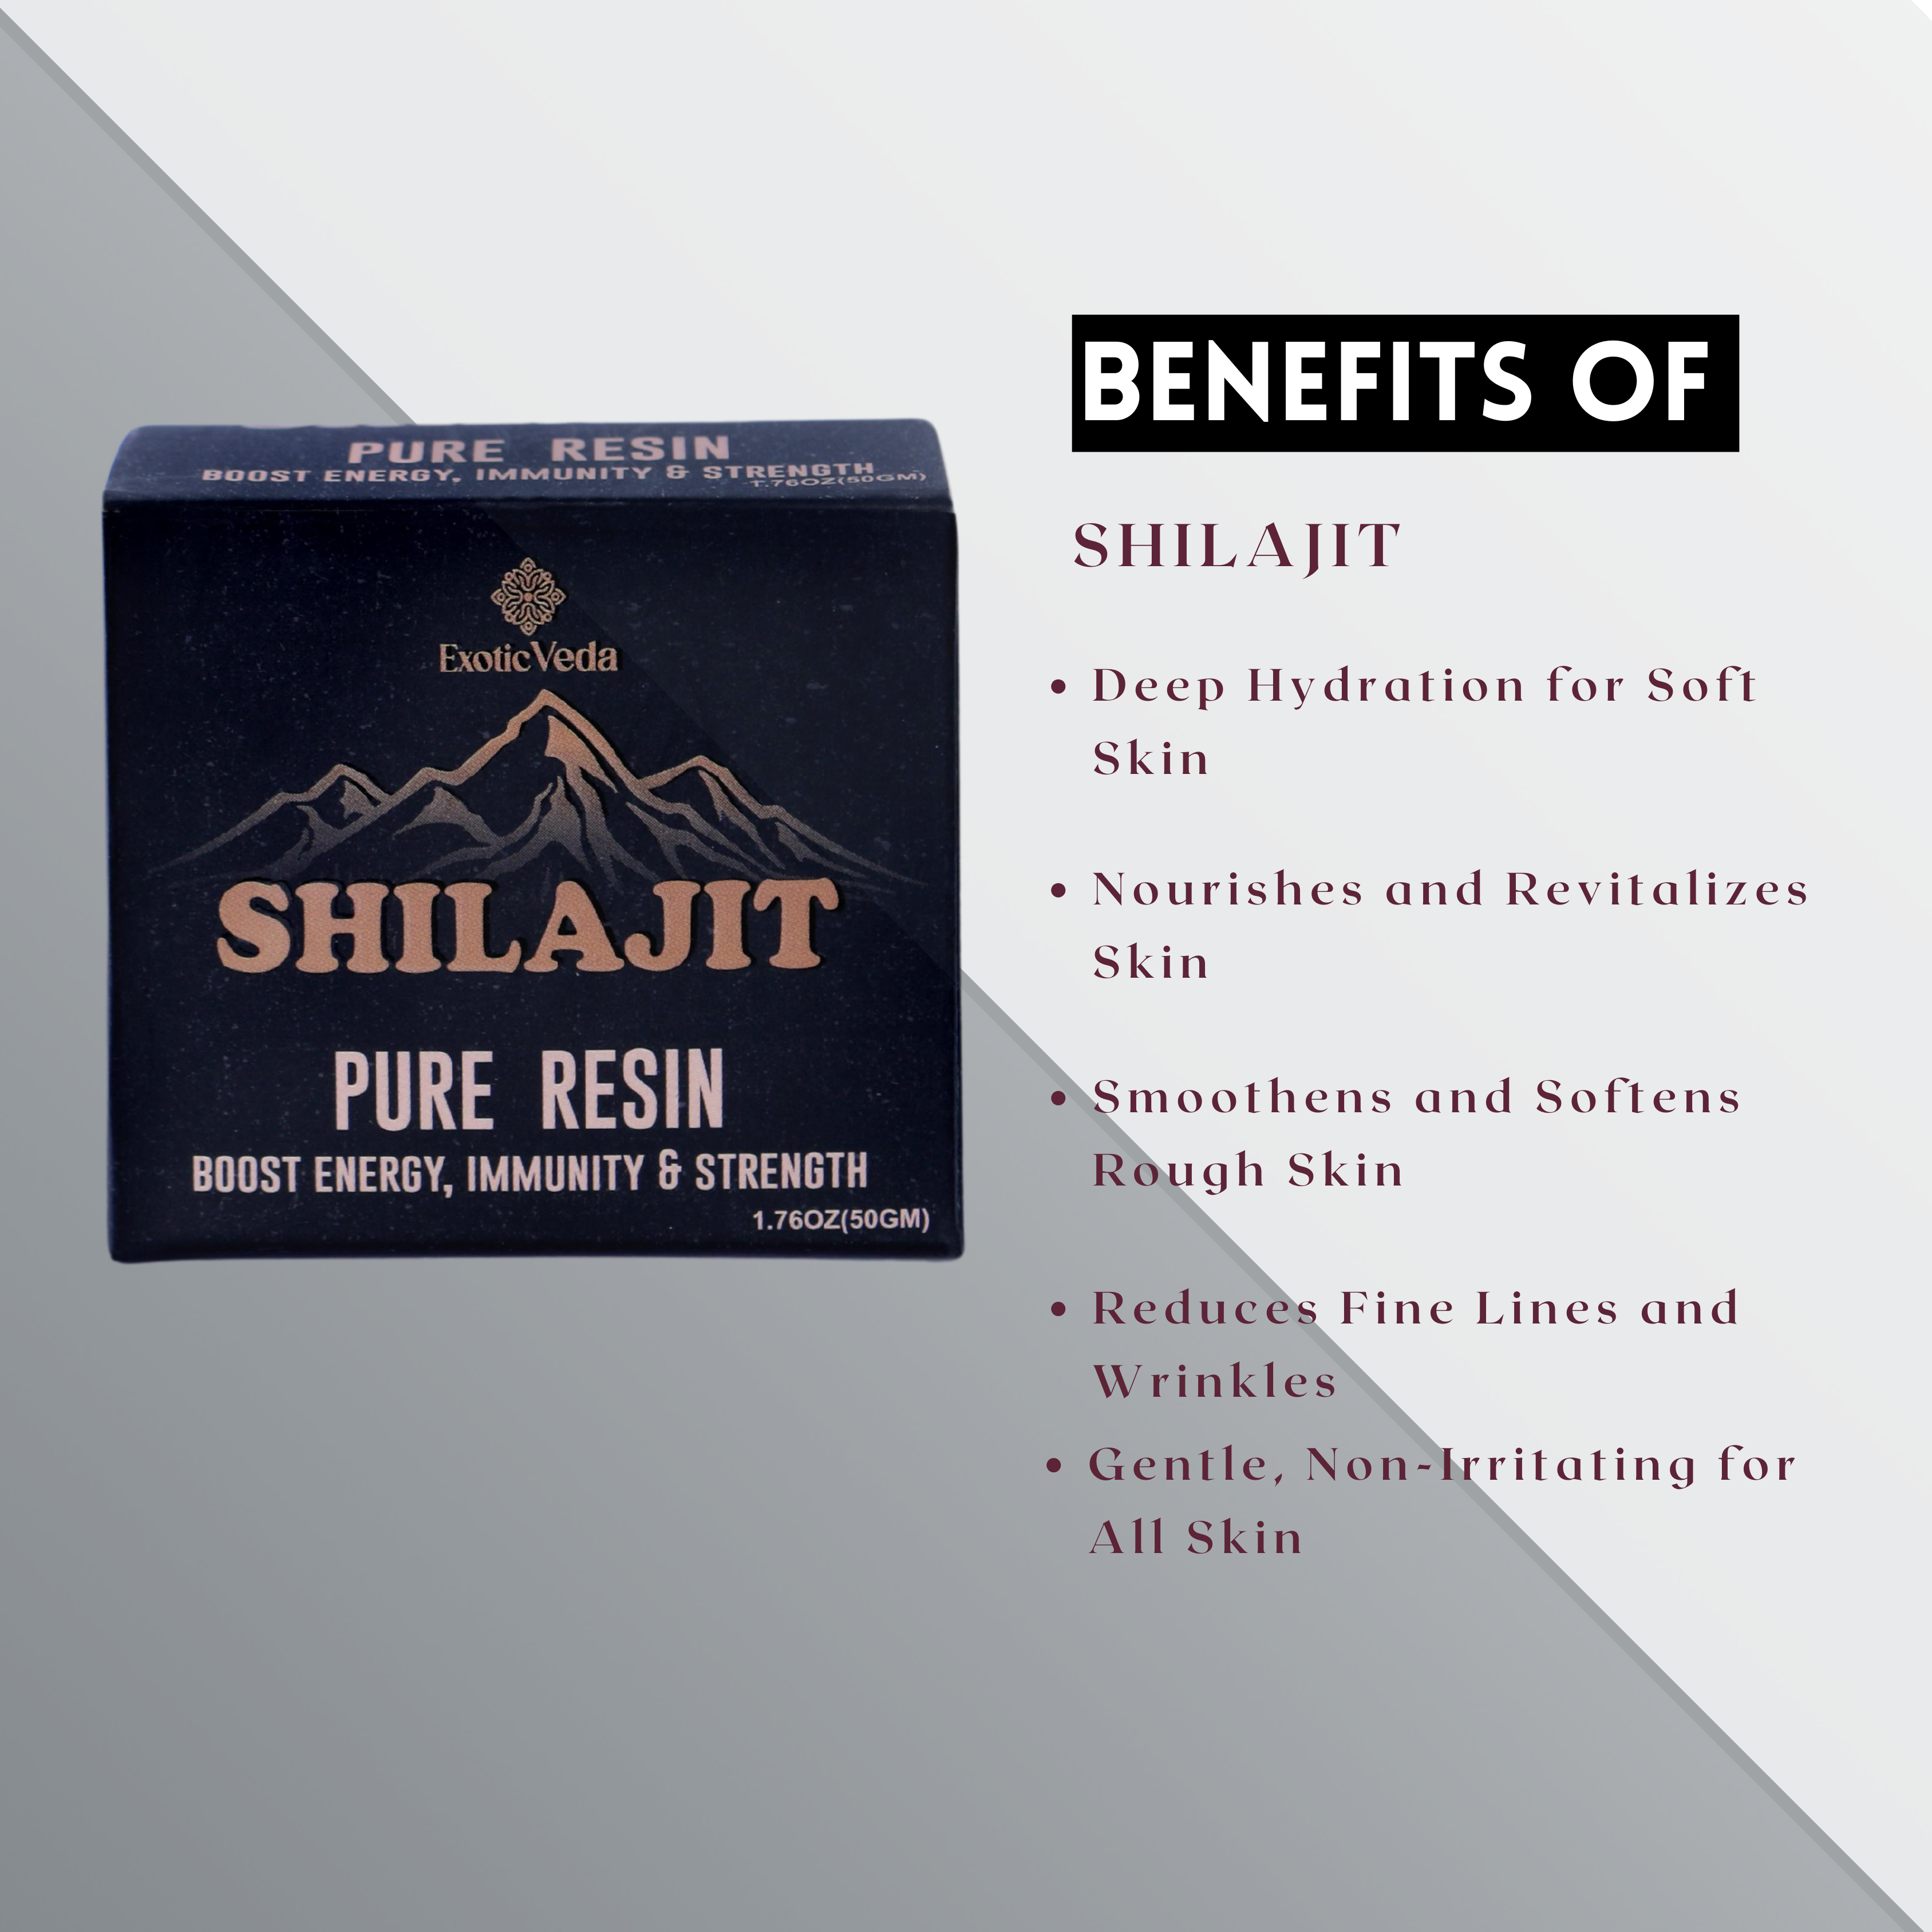 PURE RESIN
BOOST ENERGY, IMMUNITY & STRENGTH
1.76OZ(50GM)
ExoticVeda
SHILAJIT
PURE RESIN
BOOST ENERGY, IMMUNITY & STRENGTH
1.76OZ(50GM)
BENEFITS OF
SHILAJIT
• Deep Hydration for Soft
Skin
• Nourishes and Revitalizes
Skin
• Smoothens and Softens
Rough Skin
• Reduces Fine Lines and
Wrinkles
• Gentle, Non-Irritating for
All Skin